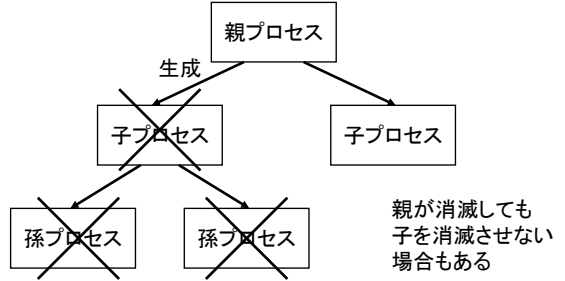 親プロセス
生成
子プロセス
子プロセス
孫プロセス
孫プロセス
親が消滅しても
子を消滅させない
場合もある